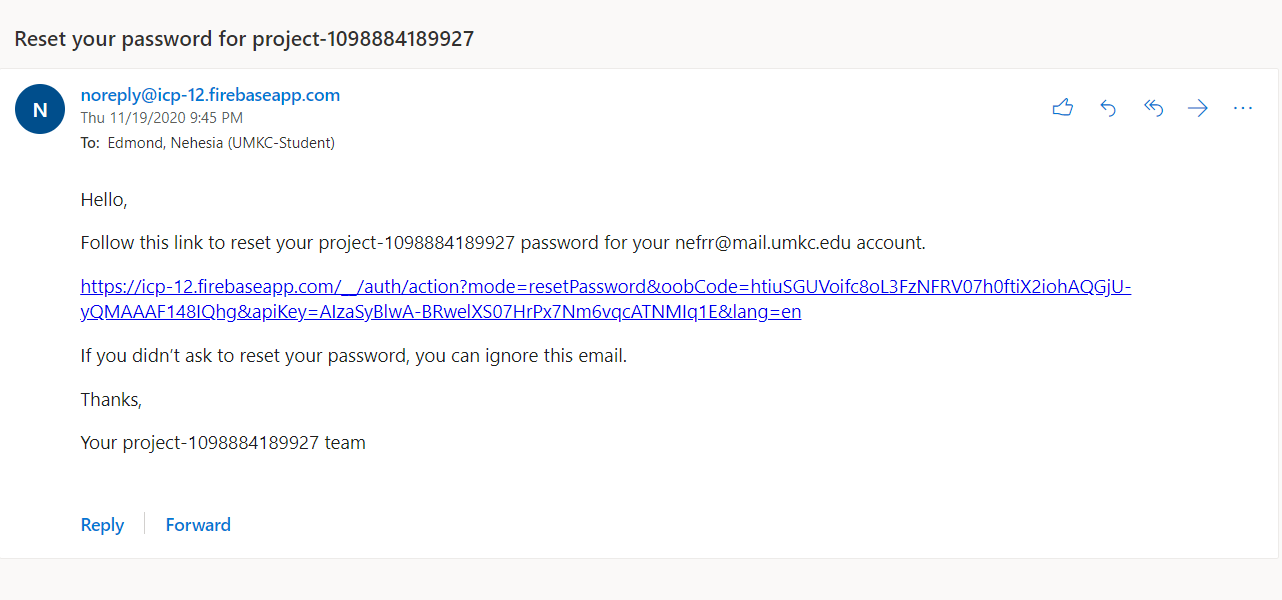 Reset your password for project-1098884189927
N
noreply@icp-12.firebaseapp.com
Thu 11/19/2020 9:45 PM
To: Edmond, Nehesia (UMKC-Student)
Hello,
Follow this link to reset your project-1098884189927 password for your nefrr@mail.umkc.edu account.
https://icp-12.firebaseapp.com/__/auth/action?mode=resetPassword&oobCode=htiuSGUVoifc8oL3FzNFRV07h0ftiX2iohAQGjU-
yQMAAAF148IQhg&apiKey=AIzaSyBlwA-BRwelXS07HrPx7Nm6vqcATNMIq1E&lang=en
If you didn't ask to reset your password, you can ignore this email.
Thanks,
Your project-1098884189927 team
Reply Forward